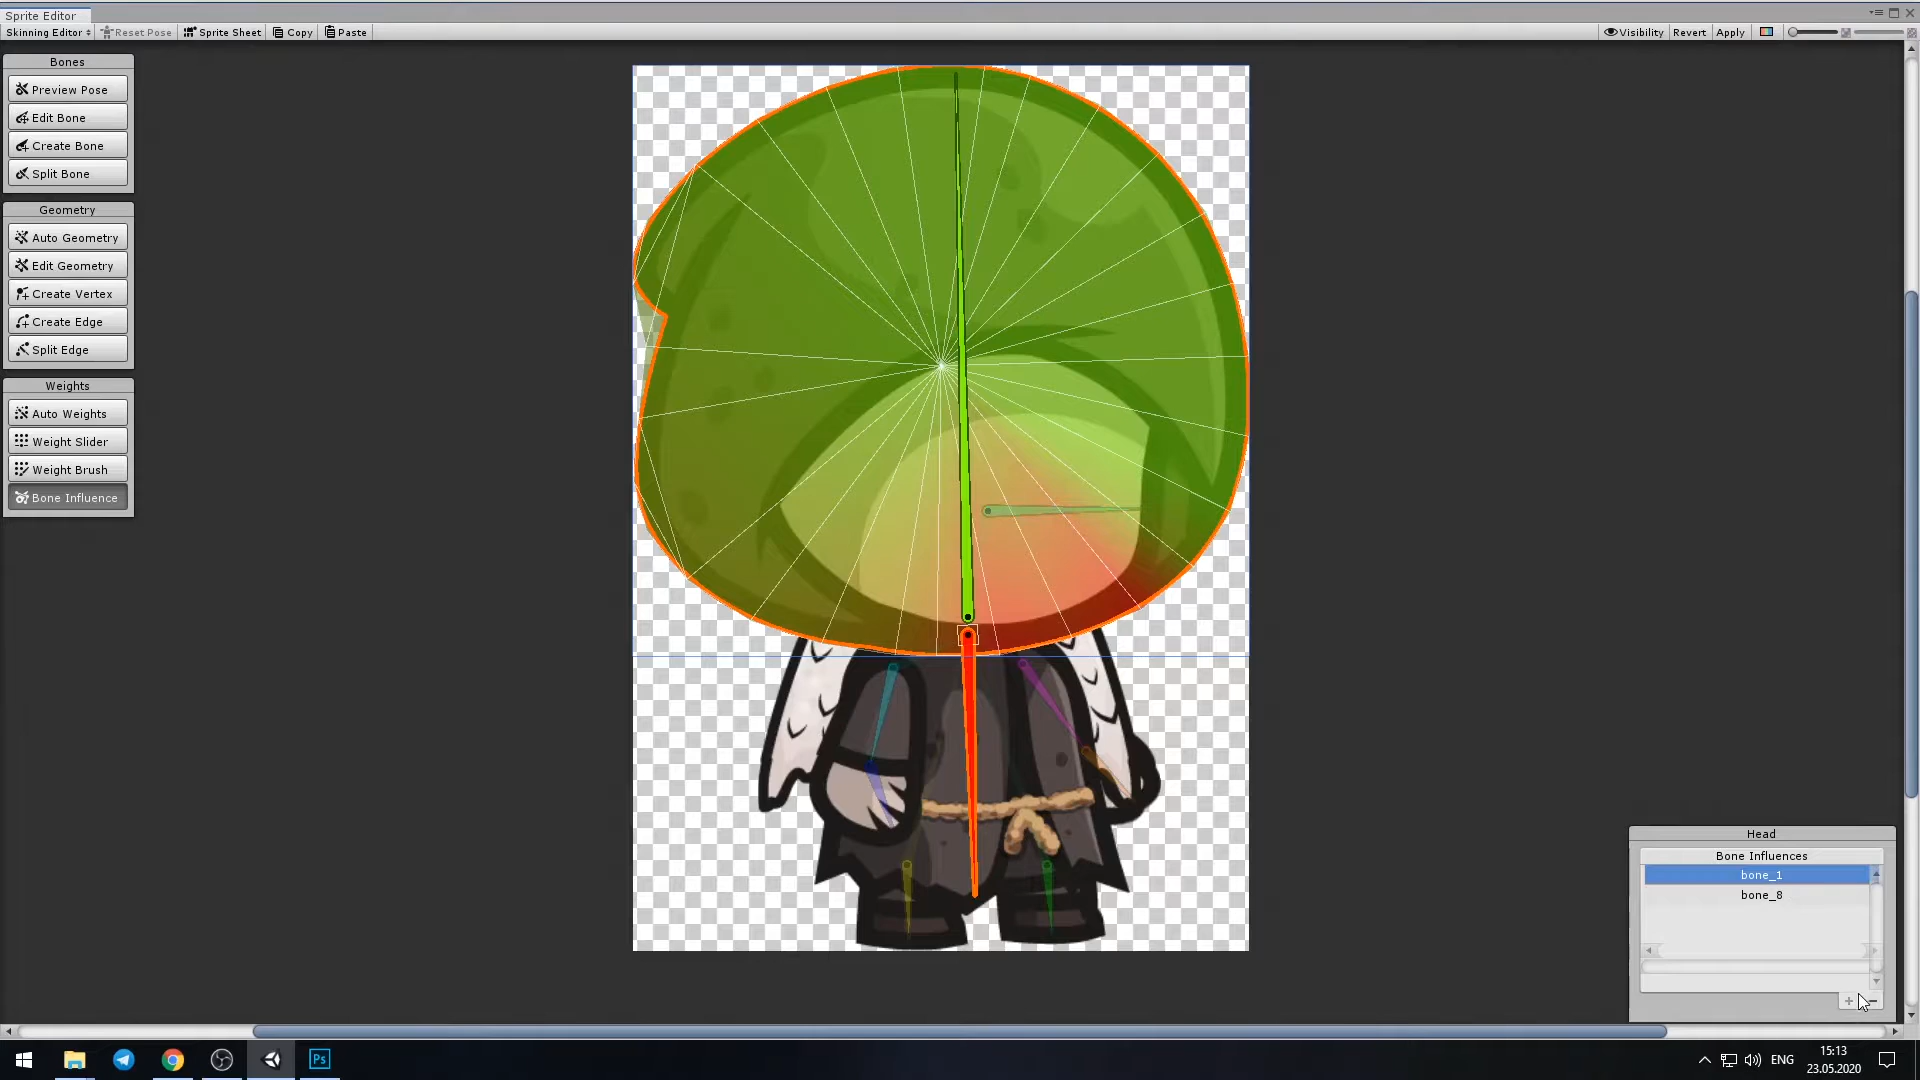 Sprite Editor
Skinning Editor
Reset Pose
Sprite Sheet
Copy
Paste
Visibility
Revert
Apply
Bones
Preview Pose
Edit Bone
Create Bone
Split Bone
Geometry
Auto Geometry
Edit Geometry
Create Vertex
Create Edge
Split Edge
Weights
Auto Weights
Weight Slider
Weight Brush
Bone Influence
Head
Bone Influences
bone_1
bone_8
Ps
ENG
15:13
23.05.2020